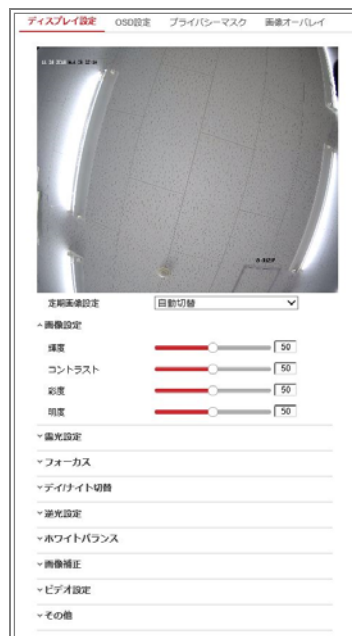 ディスプレイ設定 OSD設定 プライバシーマスク 画像オーバレイ
定期画像設定 自動切替
画像設定
輝度 50
コントラスト 50
彩度 50
明度 50
露光設定
フォーカス
デイ/ナイト切替
逆光設定
ホワイトバランス
画像補正
ビデオ設定
その他